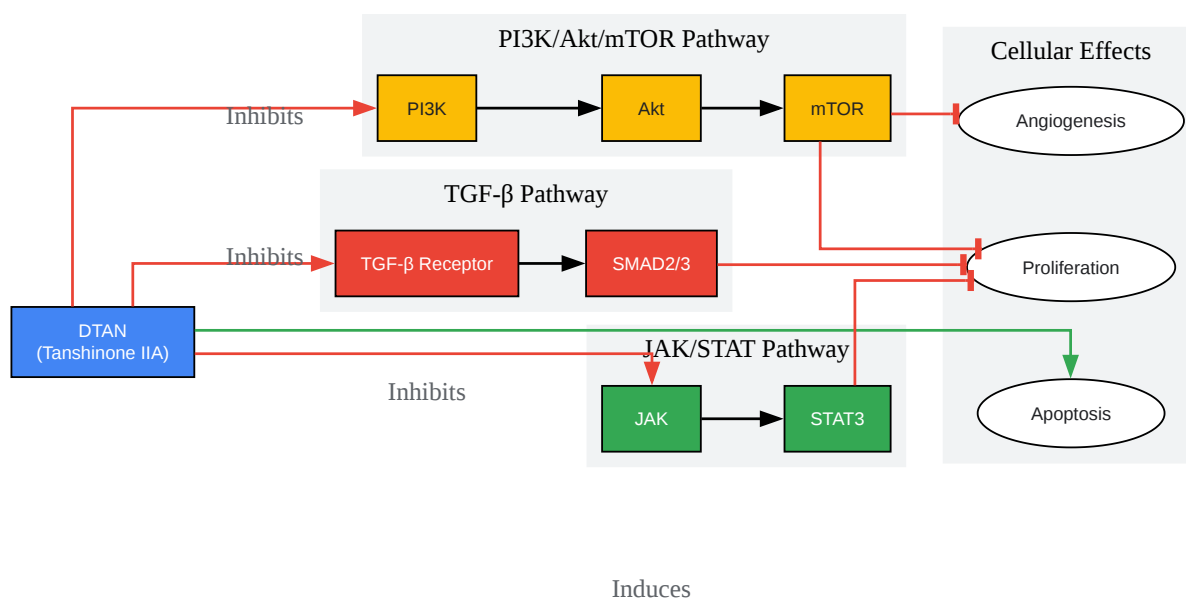 PI3K/Akt/mTOR Pathway
Cellular Effects
PI3K
Akt
mTOR
Inhibits
Angiogenesis
TGF-β Pathway
Inhibits
TGF-β Receptor
SMAD2/3
Proliferation
DTAN
(Tanshinone IIA)
JAK/STAT Pathway
Inhibits
JAK
STAT3
Apoptosis
Induces